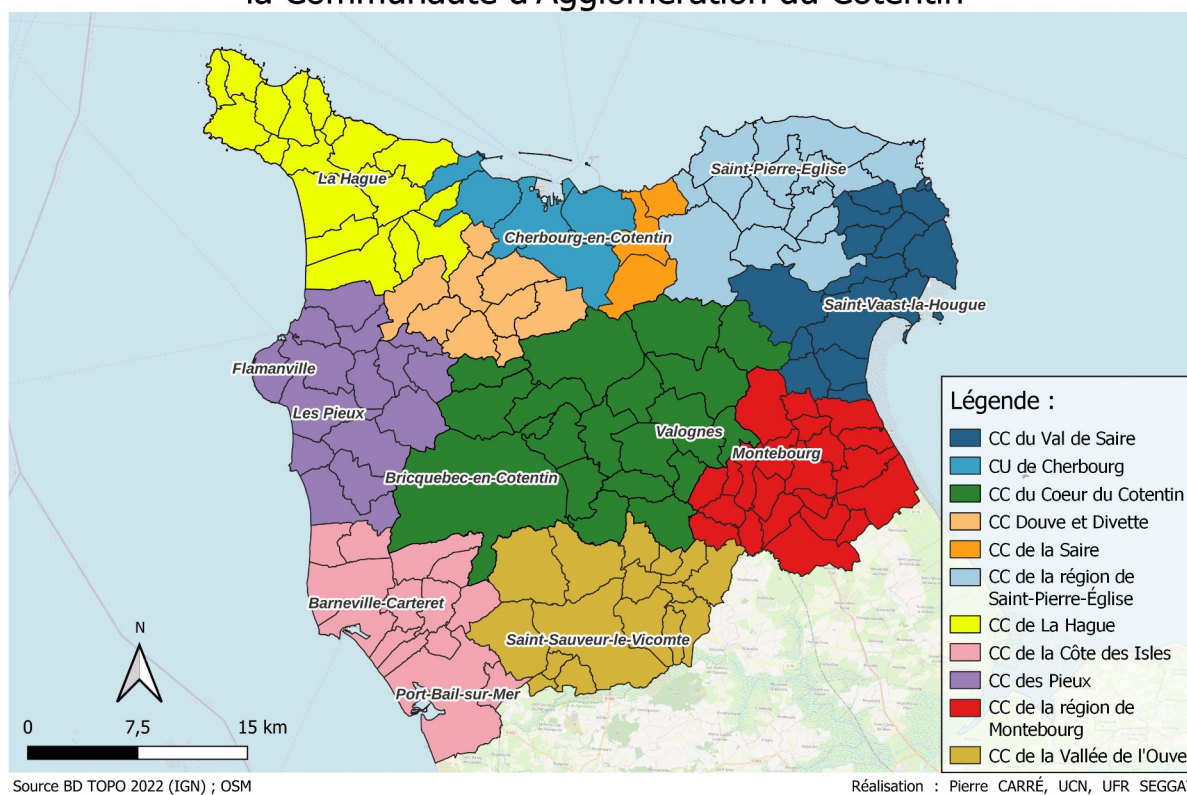 la Communauté d'Agglomération du Cotentin
La Hague
Saint-Pierre-Eglise
Cherbourg-en-Cotentin
Saint-Vaast-la-Hougue
Flamanville
Les Pieux
Valognes
Montebourg
Bricquebec-en-Cotentin
Barneville-Carteret
Saint-Sauveur-le-Vicomte
Port-Bail-sur-Mer
N
0 7,5 15 km
Légende :
CC du Val de Saire
CU de Cherbourg
CC du Coeur du Cotentin
CC Douve et Divette
CC de la Saire
CC de la région de
Saint-Pierre-Église
CC de La Hague
CC de la Côte des Isles
CC des Pieux
CC de la région de
Montebourg
CC de la Vallée de l'Ouve
Source BD TOPO 2022 (IGN) ; OSM
Réalisation : Pierre CARRÉ, UCN, UFR SEGGAT